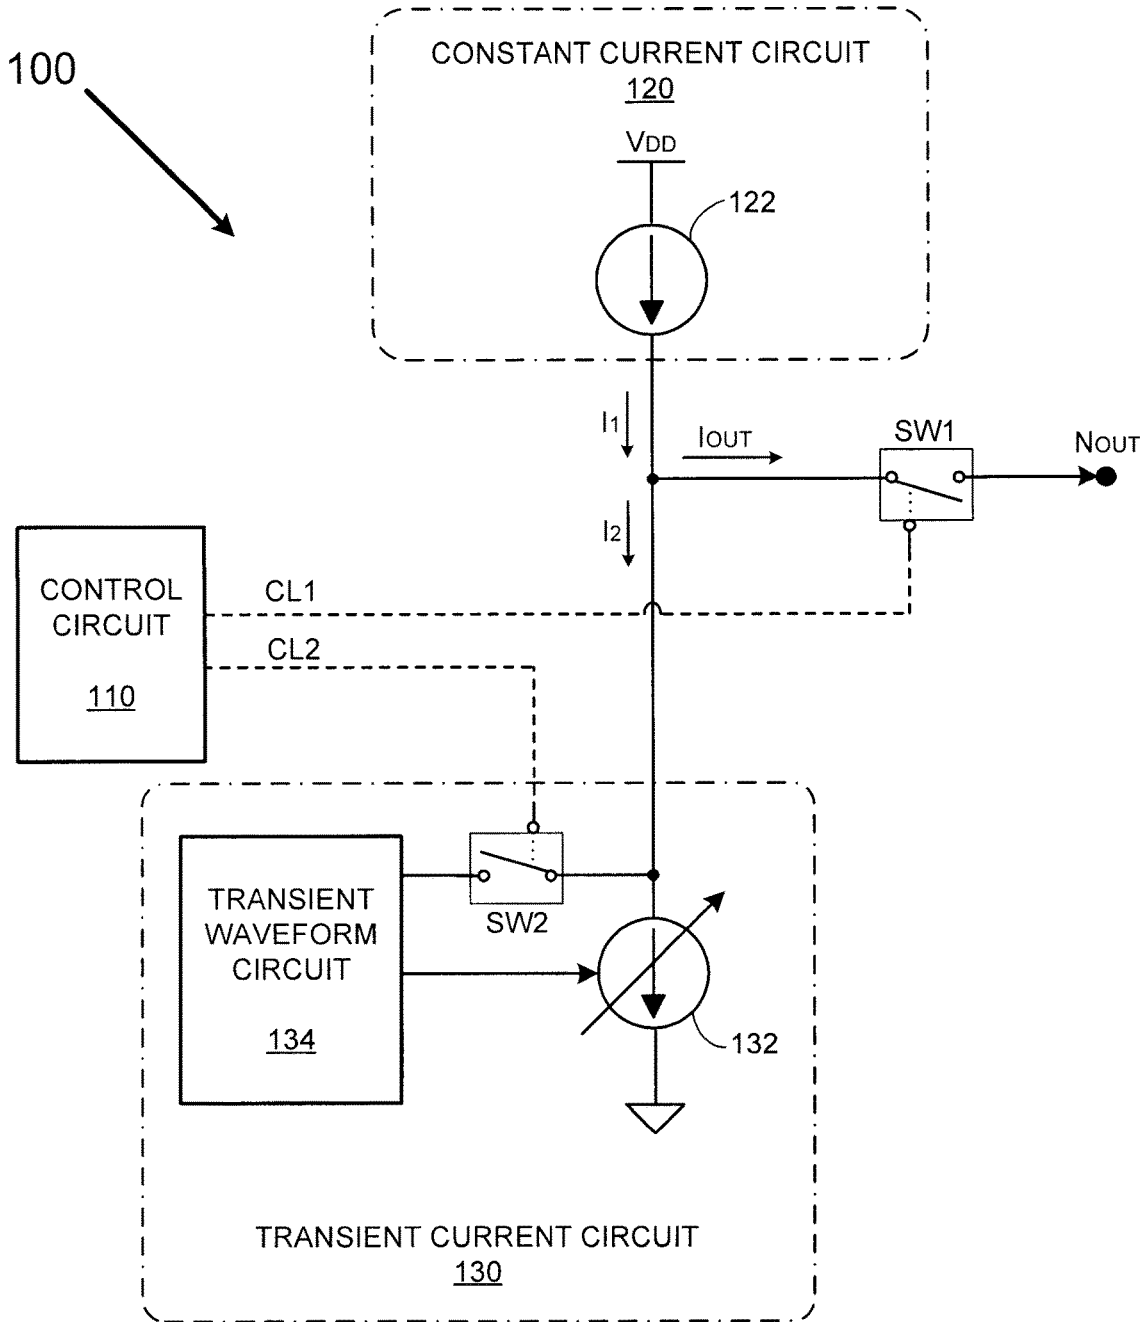 100
CONSTANT CURRENT CIRCUIT
120
VDD
122
I1
IOUT
SW1
NOUT
I2
CONTROL
CIRCUIT
110
CL1
CL2
TRANSIENT
WAVEFORM
CIRCUIT
134
SW2
132
TRANSIENT CURRENT CIRCUIT
130